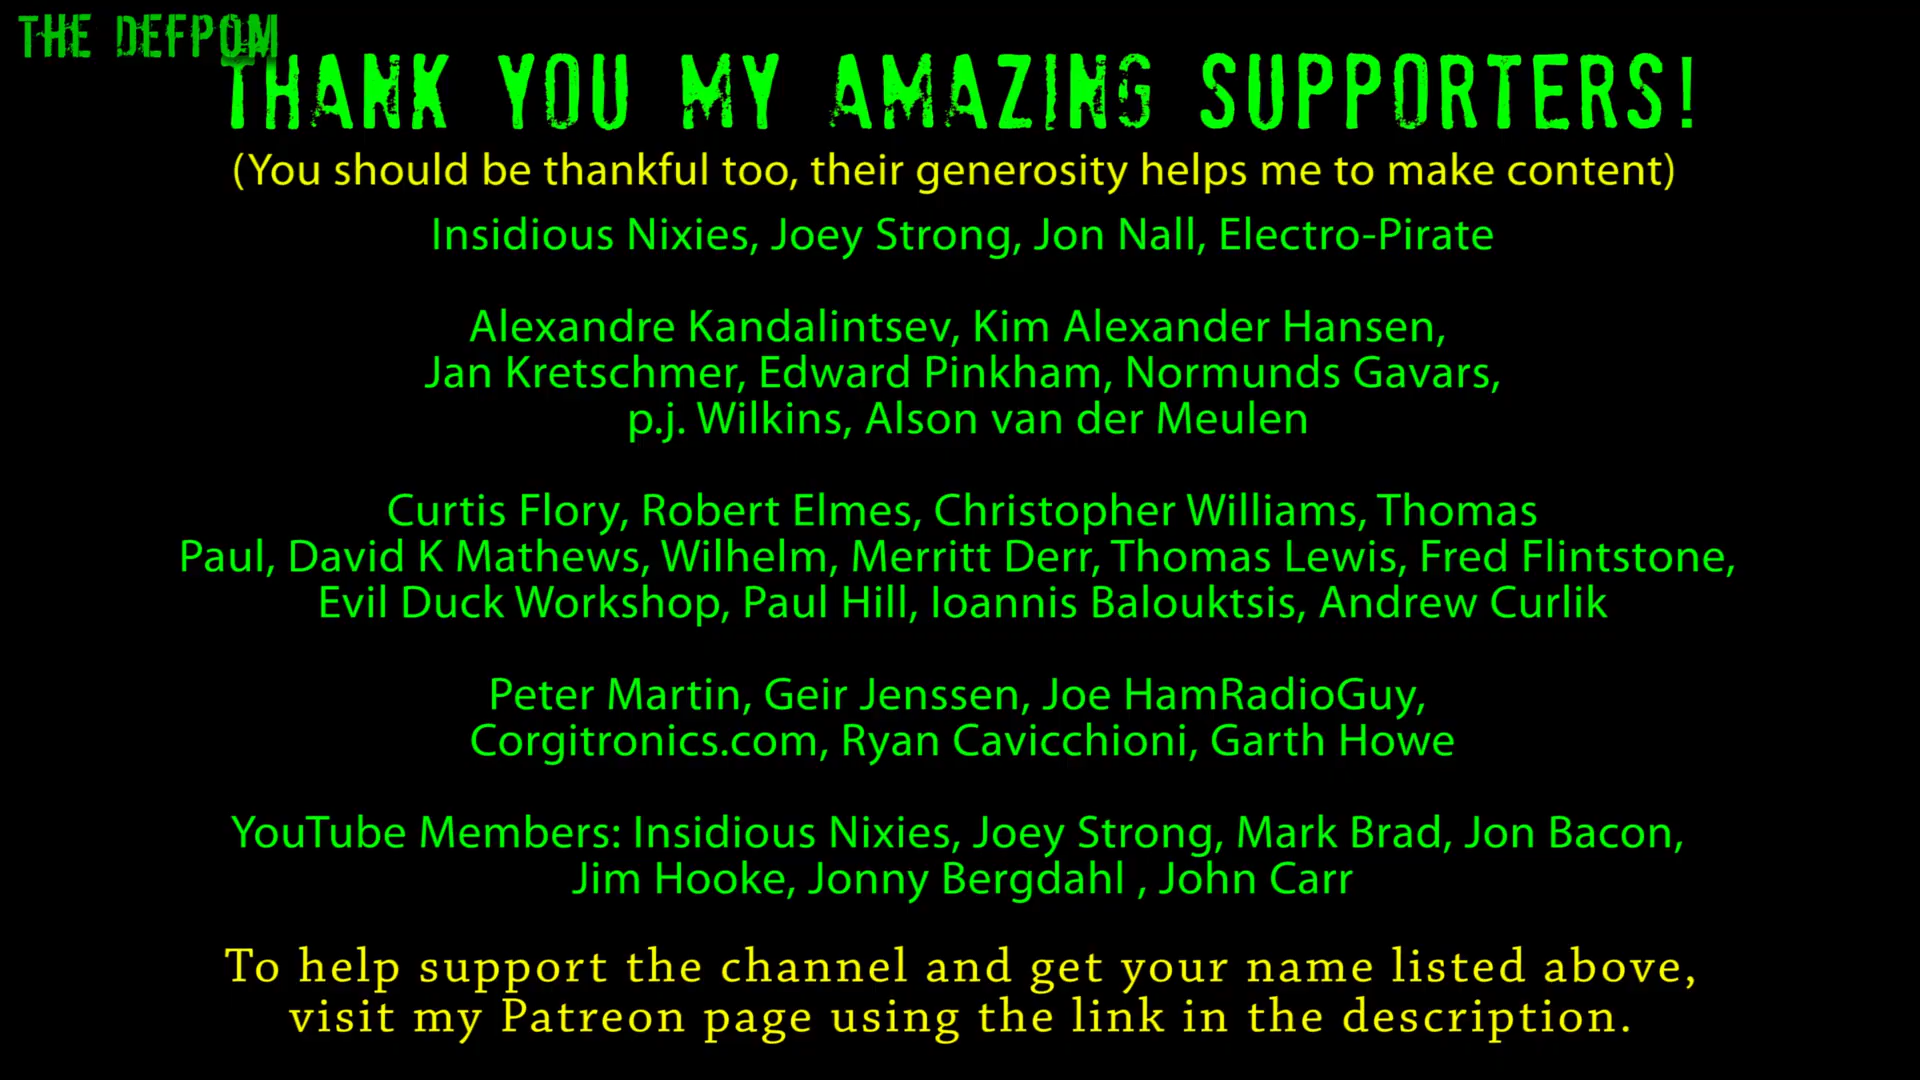 THE DEFPOM
THANK YOU MY AMAZING SUPPORTERS!
(You should be thankful too, their generosity helps me to make content)
Insidious Nixies, Joey Strong, Jon Nall, Electro-Pirate
Alexandre Kandalintsev, Kim Alexander Hansen,
Jan Kretschmer, Edward Pinkham, Normunds Gavars,
p.j. Wilkins, Alson van der Meulen
Curtis Flory, Robert Elmes, Christopher Williams, Thomas
Paul, David K Mathews, Wilhelm, Merritt Derr, Thomas Lewis, Fred Flintstone,
Evil Duck Workshop, Paul Hill, Ioannis Balouktsis, Andrew Curlik
Peter Martin, Geir Jenssen, Joe HamRadioGuy,
Corgitronics.com, Ryan Cavicchioni, Garth Howe
YouTube Members: Insidious Nixies, Joey Strong, Mark Brad, Jon Bacon,
Jim Hooke, Jonny Bergdahl , John Carr
To help support the channel and get your name listed above,
visit my Patreon page using the link in the description.